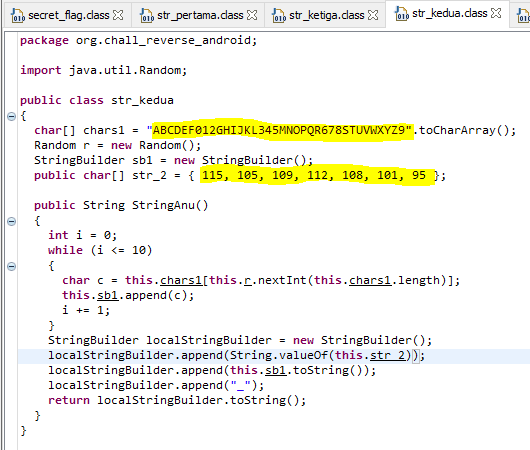 secret_flag.class str_pertama.class str_ketiga.class str_kedua.class
package org.chall_reverse_android;
import java.util.Random;
public class str_kedua
{
char[] chars1 = "ABCDEF012GHIJKL345MNOPQR678STUVWXYZ9".toCharArray();
Random r = new Random();
StringBuilder sb1 = new StringBuilder();
public char[] str_2 = { 115, 105, 109, 112, 108, 101, 95 };
public String StringAnu()
{
int i = 0;
while (i <= 10)
{
char c = this.chars1[this.r.nextInt(this.chars1.length)];
this.sb1.append(c);
i += 1;
}
StringBuilder localStringBuilder = new StringBuilder();
localStringBuilder.append(String.valueOf(this.str_2));
localStringBuilder.append(this.sb1.toString());
localStringBuilder.append("_");
return localStringBuilder.toString();
}
}